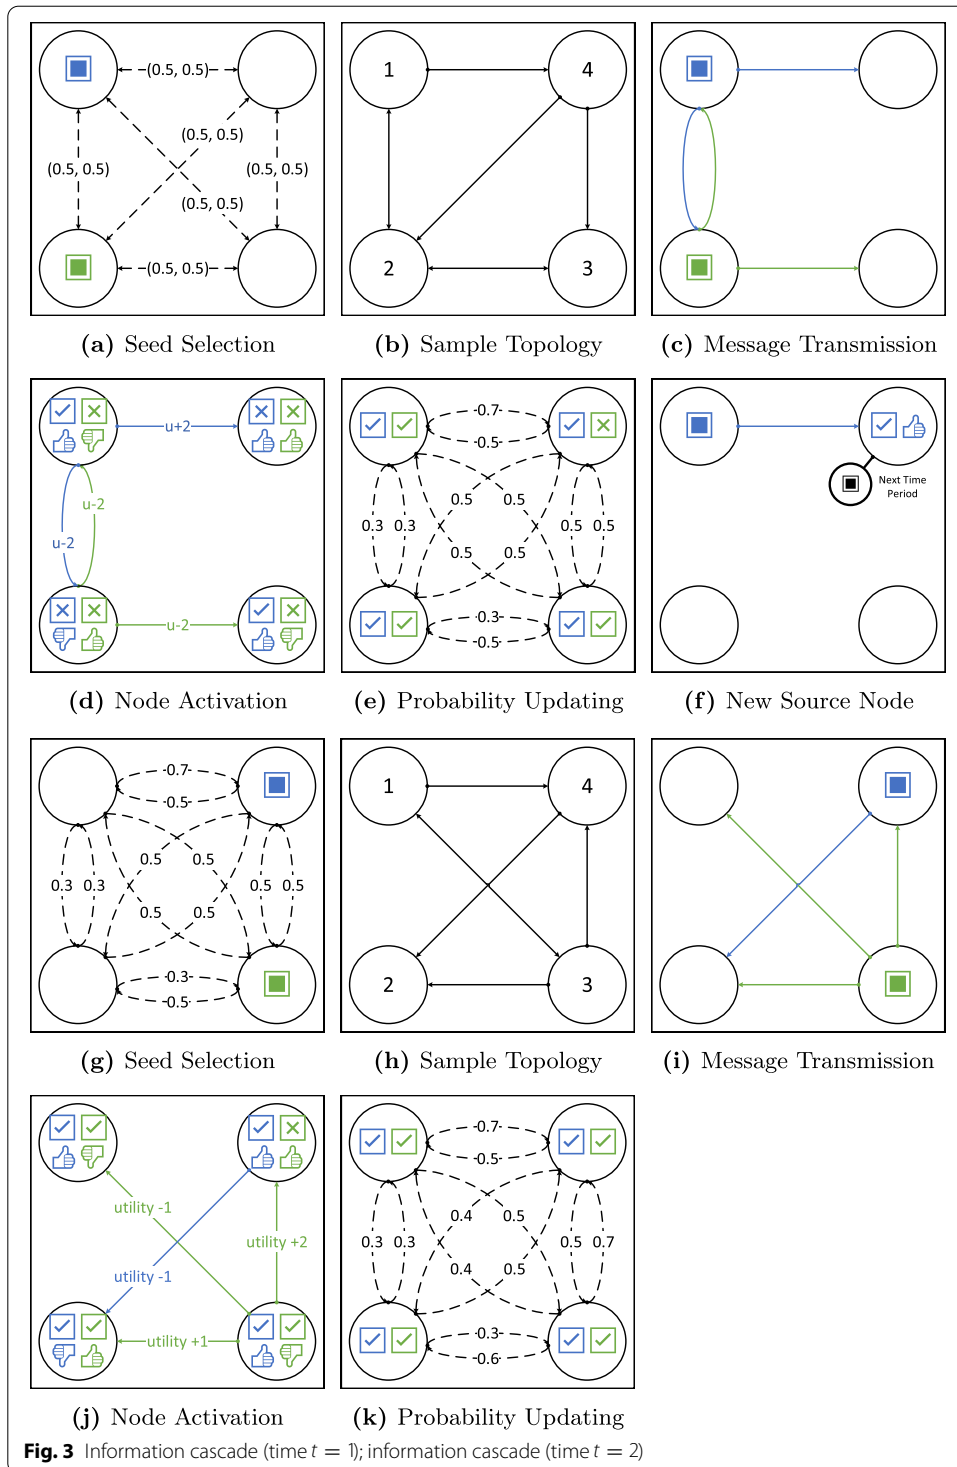 (0.5, 0.5)
(0.5, 0.5)
(0.5, 0.5) (0.5, 0.5)
(0.5, 0.5)
(0.5, 0.5)
1 4
2 3
(a) Seed Selection
(b) Sample Topology
(c) Message Transmission
u+2
u-2
u-2
u-2
0.7
0.5
0.5 0.5
0.3 0.3 0.5 0.5
0.5 0.5
0.3
0.5
Next Time
Period
(d) Node Activation
(e) Probability Updating
(f) New Source Node
0.7
0.5
0.5 0.5
0.3 0.3 0.5 0.5
0.5 0.5
0.3
0.5
1 4
2 3
(g) Seed Selection
(h) Sample Topology
(i) Message Transmission
utility -1
utility +2
utility -1
utility +1
0.7
0.5
0.4 0.5
0.3 0.3 0.5 0.7
0.4 0.5
0.3
0.6
(j) Node Activation
(k) Probability Updating
Fig. 3 Information cascade (time t = 1); information cascade (time t = 2)